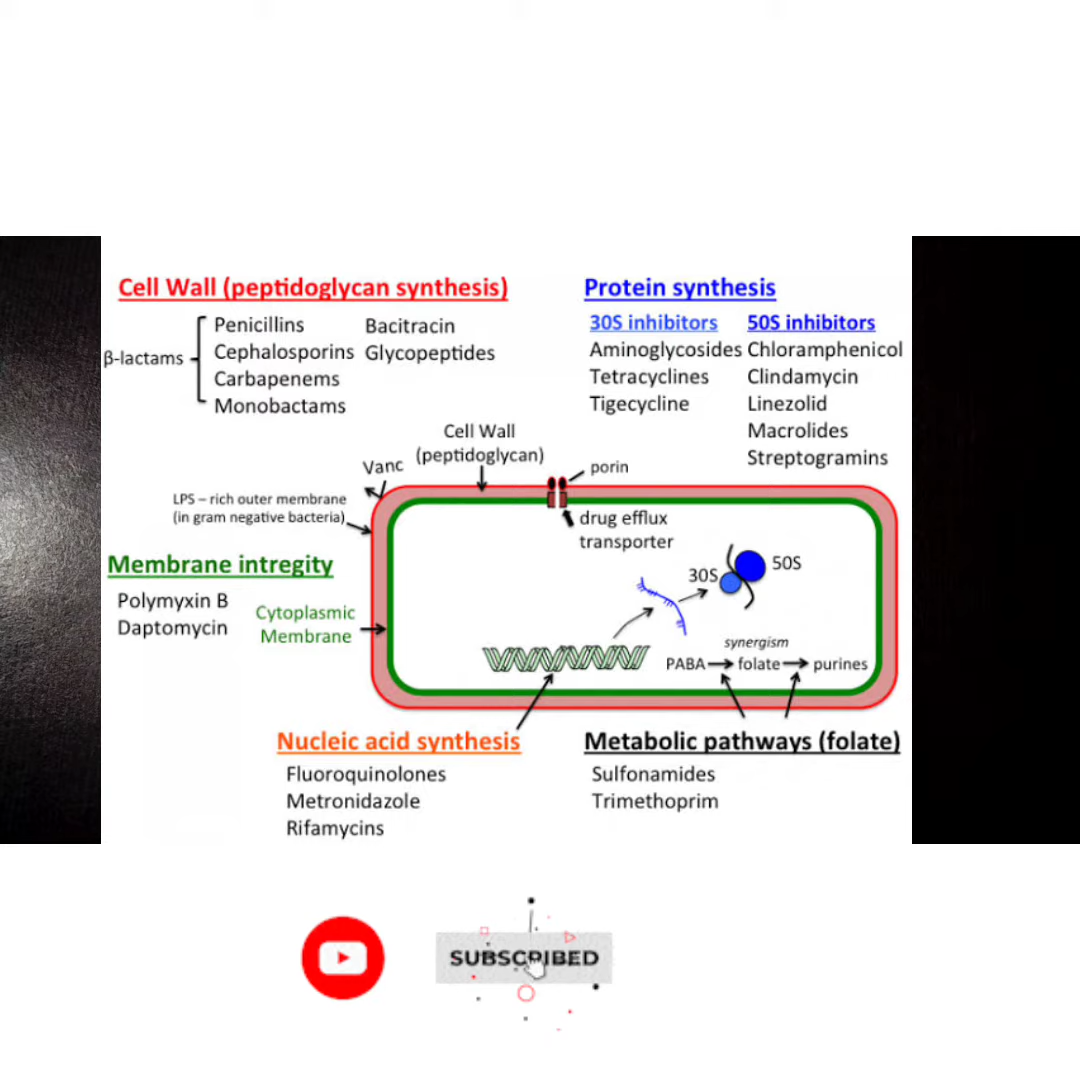 Cell Wall (peptidoglycan synthesis)
β-lactams
Penicillins
Cephalosporins
Carbapenems
Monobactams
Bacitracin
Glycopeptides
Protein synthesis
30S inhibitors
Aminoglycosides
Tetracyclines
Tigecycline
50S inhibitors
Chloramphenicol
Clindamycin
Linezolid
Macrolides
Streptogramins
Cell Wall
(peptidoglycan)
Vanc
porin
LPS – rich outer membrane
(in gram negative bacteria)
drug efflux
transporter
Membrane intregity
Polymyxin B
Daptomycin
Cytoplasmic
Membrane
30S
50S
synergism
PABA folate purines
Nucleic acid synthesis
Fluoroquinolones
Metronidazole
Rifamycins
Metabolic pathways (folate)
Sulfonamides
Trimethoprim
SUBSCRIBED